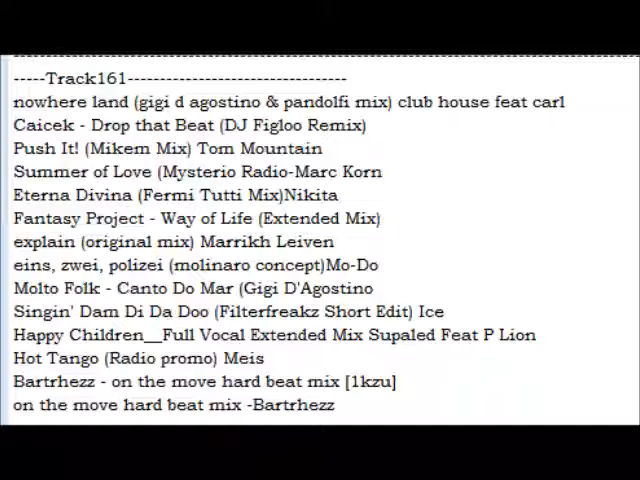 -----Track161----------------------------------
nowhere land (gigi d agostino & pandolfi mix) club house feat carl
Caicek - Drop that Beat (DJ Figloo Remix)
Push It! (Mikem Mix) Tom Mountain
Summer of Love (Mysterio Radio-Marc Korn
Eterna Divina (Fermi Tutti Mix)Nikita
Fantasy Project - Way of Life (Extended Mix)
explain (original mix) Marrikh Leiven
eins, zwei, polizei (molinaro concept)Mo-Do
Molto Folk - Canto Do Mar (Gigi D'Agostino
Singin' Dam Di Da Doo (Filterfreakz Short Edit) Ice
Happy Children__Full Vocal Extended Mix Supaled Feat P Lion
Hot Tango (Radio promo) Meis
Bartrhezz - on the move hard beat mix [1kzu]
on the move hard beat mix -Bartrhezz